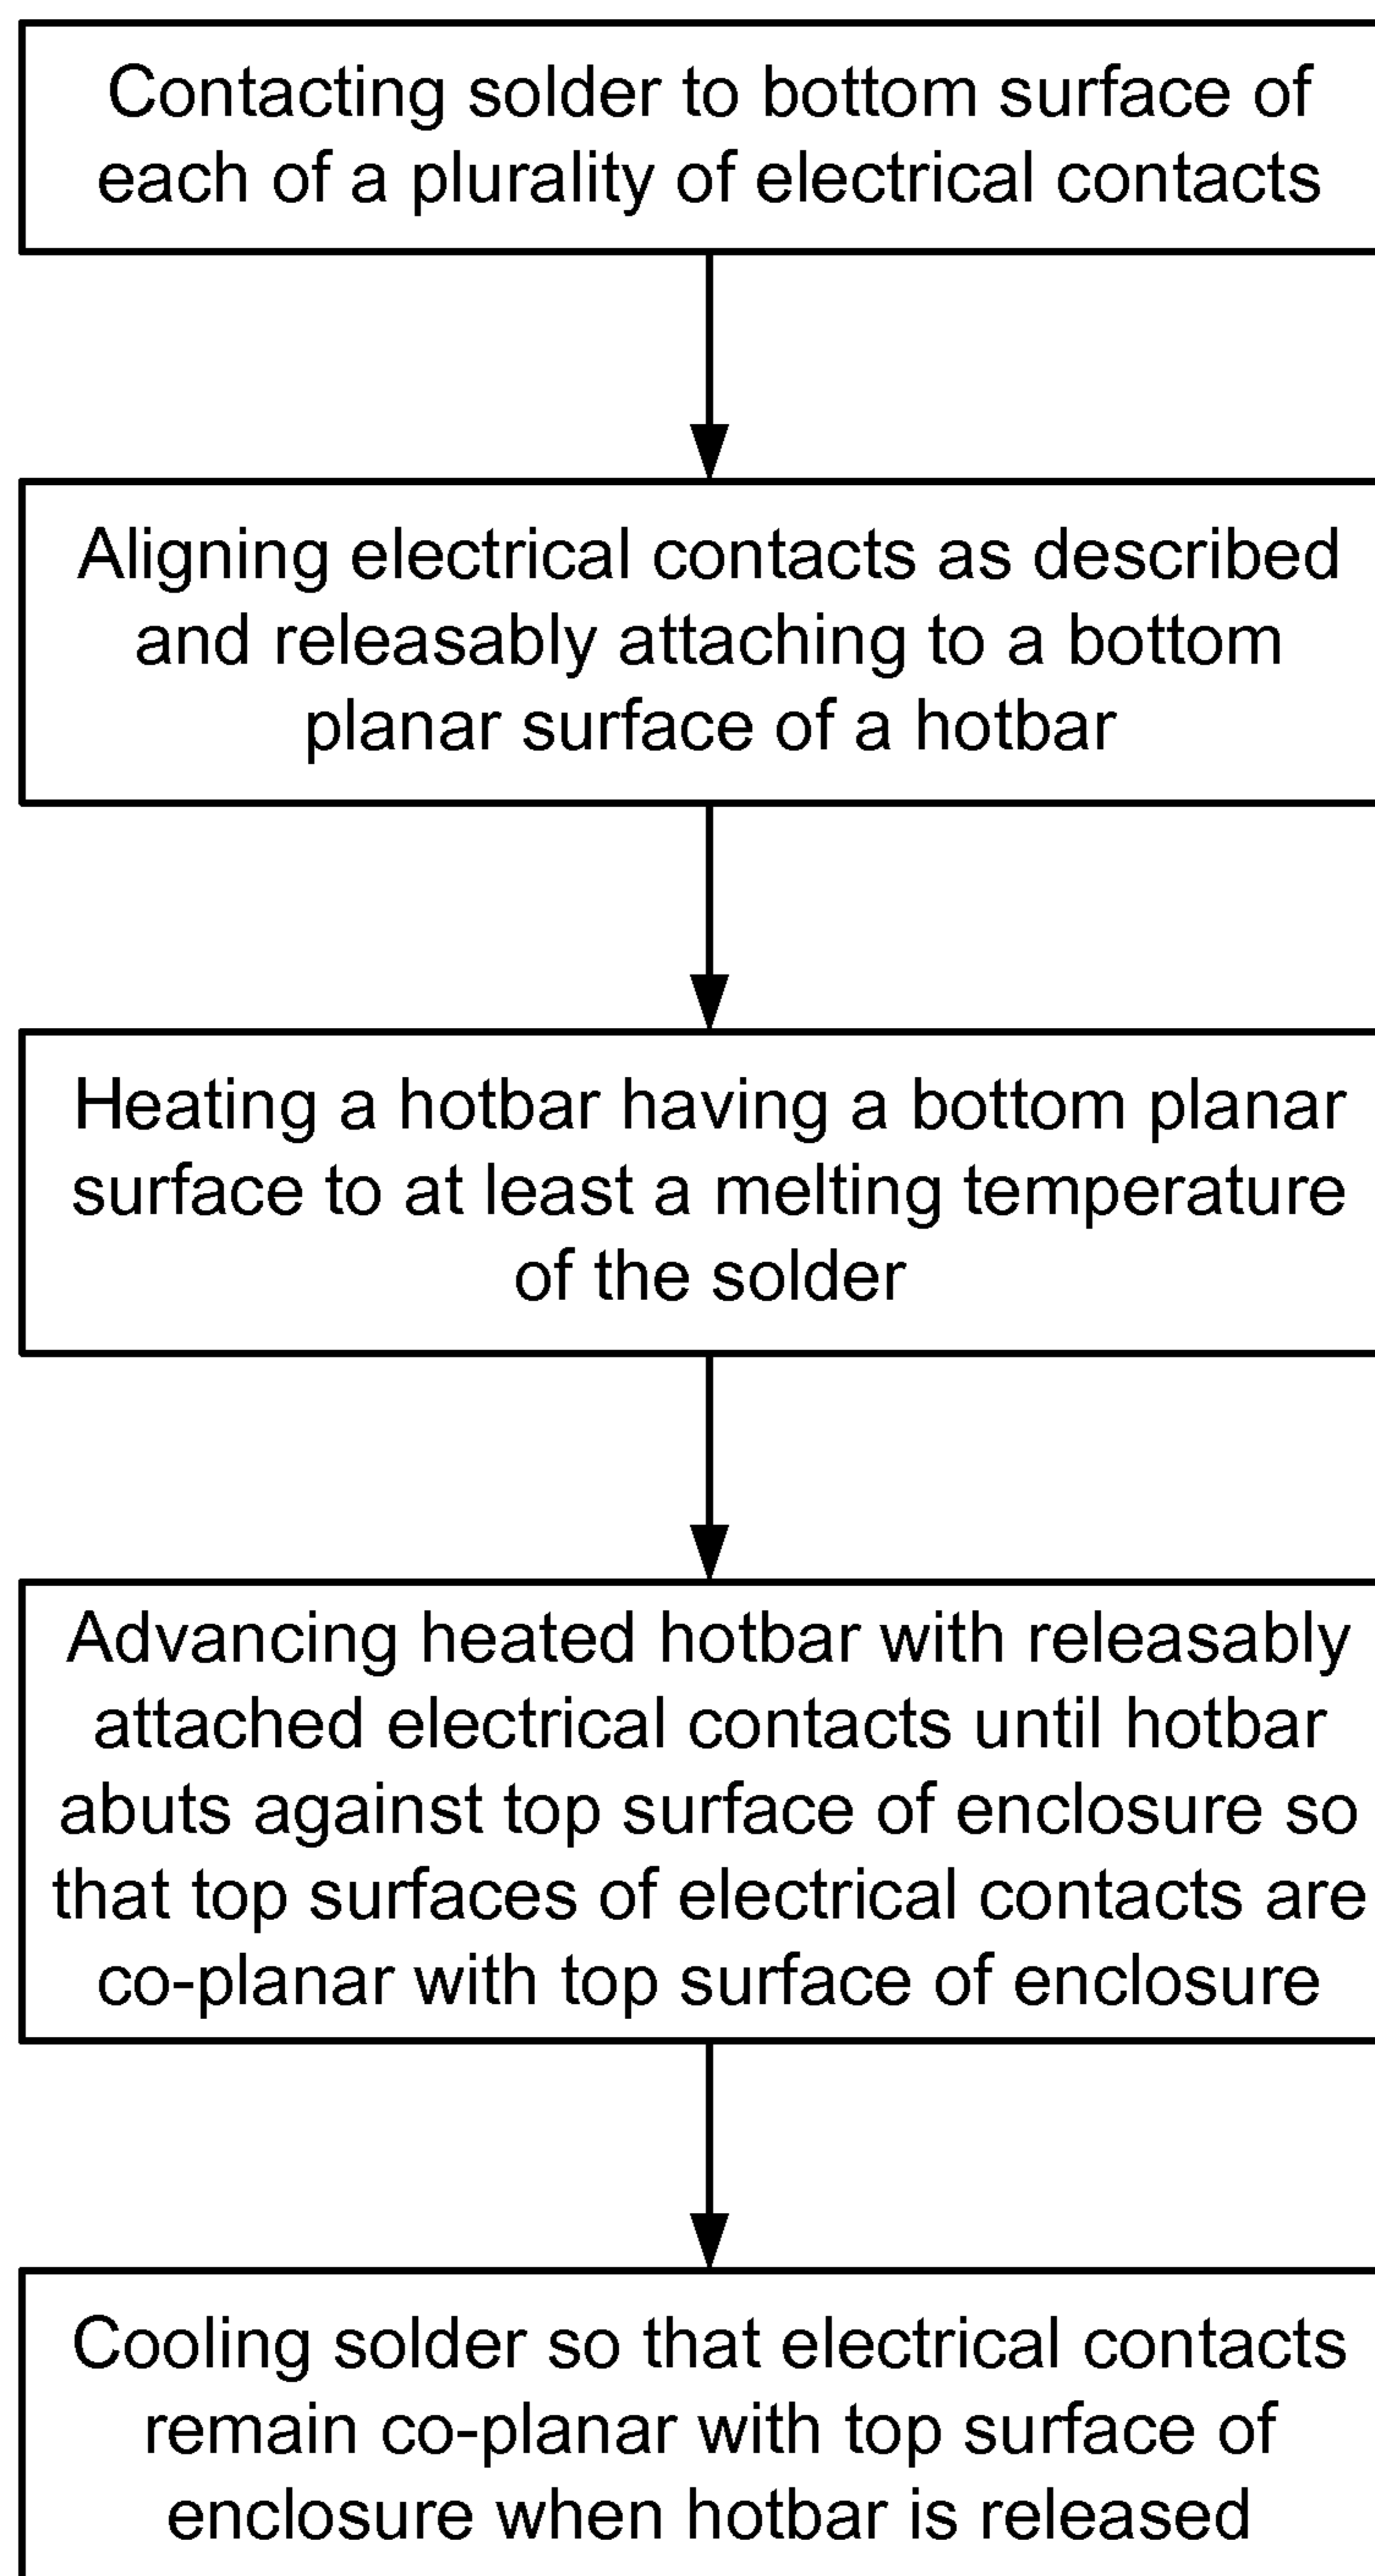 Contacting solder to bottom surface of
each of a plurality of electrical contacts
Aligning electrical contacts as described
and releasably attaching to a bottom
planar surface of a hotbar
Heating a hotbar having a bottom planar
surface to at least a melting temperature
of the solder
Advancing heated hotbar with releasably
attached electrical contacts until hotbar
abuts against top surface of enclosure so
that top surfaces of electrical contacts are
co-planar with top surface of enclosure
Cooling solder so that electrical contacts
remain co-planar with top surface of
enclosure when hotbar is released